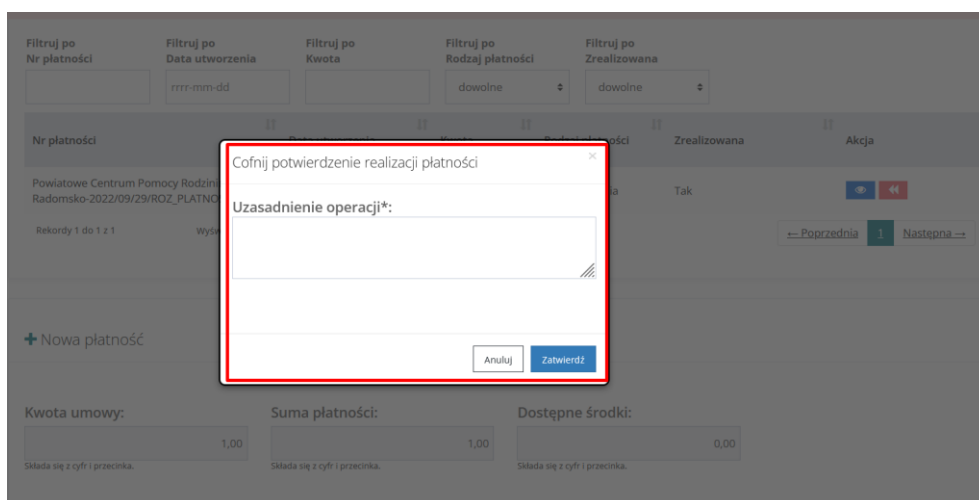 Filtruj po Filtruj po Filtruj po Filtruj po Filtruj po
Nr płatności Data utworzenia Kwota Rodzaj płatności Zrealizowana
rrrr-mm-dd dowolne dowolne
Nr płatności Zrealizowana Akcja
Cofnij potwierdzenie realizacji płatności ×
Powiatowe Centrum Pomocy Rodzini
Radomsko-2022/09/29/ROZ_PLATNO Tak
Uzasadnienie operacji*:
Rekordy 1 do 1 z 1 ← Poprzednia 1 Następna →
+ Nowa płatność
Anuluj Zatwierdź
Kwota umowy: Suma płatności: Dostępne środki:
1,00 1,00 0,00
Składa się z cyfr i przecinka. Składa się z cyfr i przecinka. Składa się z cyfr i przecinka.